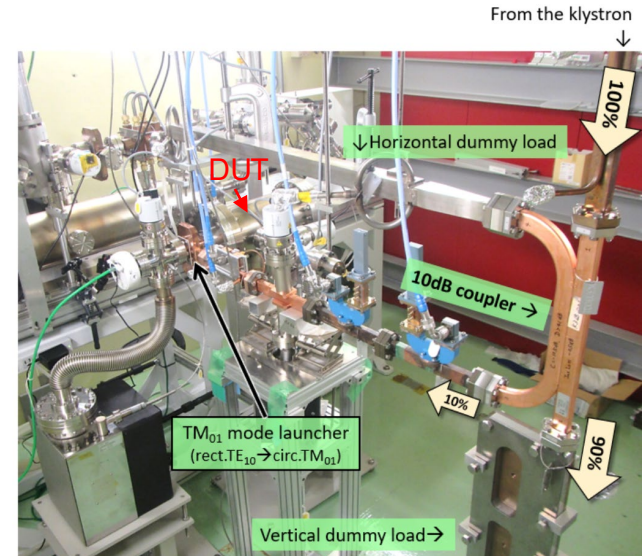 From the klystron
↓
100%
↓Horizontal dummy load
DUT
10dB coupler →
10%
90%
TM₀₁ mode launcher
(rect.TE₁₀→circ.TM₀₁)
Vertical dummy load→